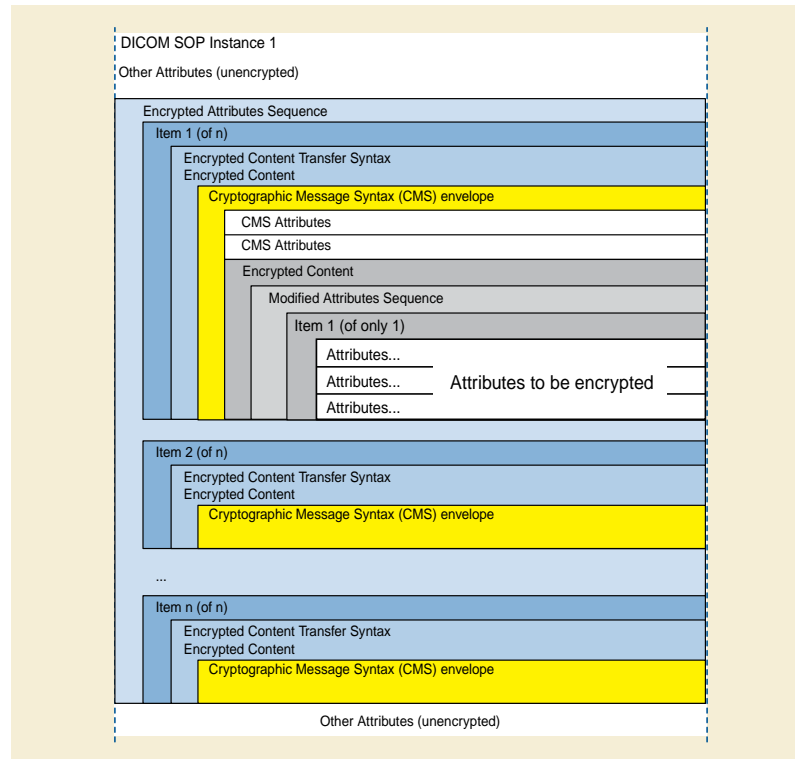 DICOM SOP Instance 1
Other Attributes (unencrypted)
Encrypted Attributes Sequence
Item 1 (of n)
Encrypted Content Transfer Syntax
Encrypted Content
Cryptographic Message Syntax (CMS) envelope
CMS Attributes
CMS Attributes
Encrypted Content
Modified Attributes Sequence
Item 1 (of only 1)
Attributes...
Attributes... Attributes to be encrypted
Attributes...
Item 2 (of n)
Encrypted Content Transfer Syntax
Encrypted Content
Cryptographic Message Syntax (CMS) envelope
...
Item n (of n)
Encrypted Content Transfer Syntax
Encrypted Content
Cryptographic Message Syntax (CMS) envelope
Other Attributes (unencrypted)